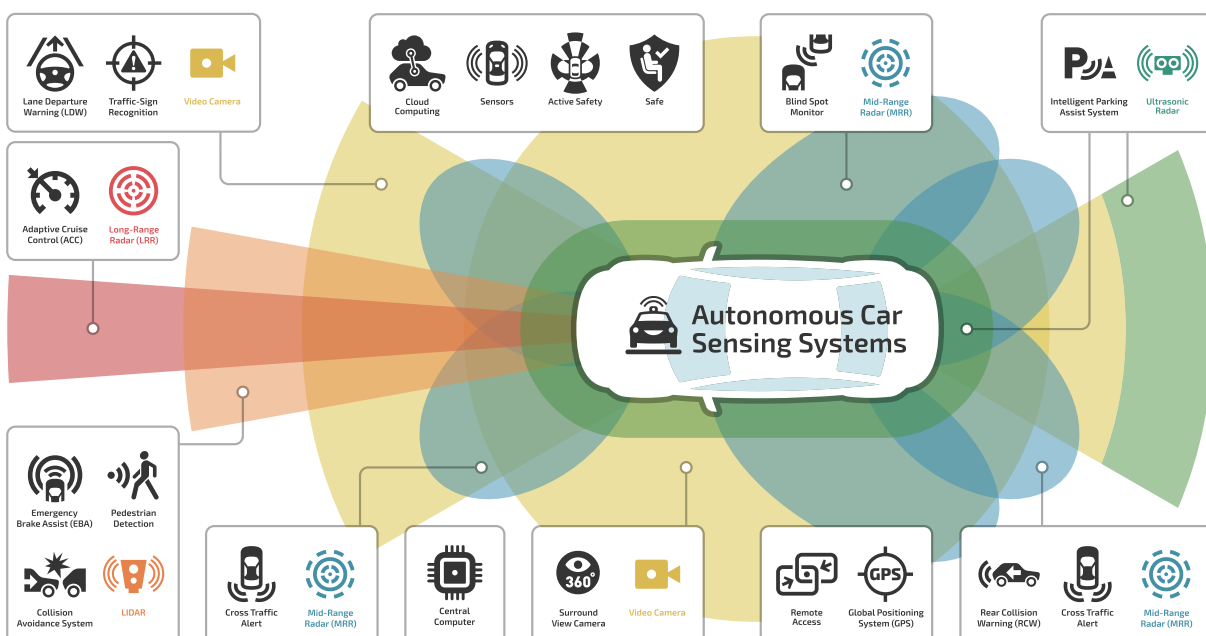 Lane Departure
Warning (LDW)
Traffic-Sign
Recognition
Video Camera
Cloud
Computing
Sensors
Active Safety
Safe
Blind Spot
Monitor
Mid-Range
Radar (MRR)
P
Intelligent Parking
Assist System
Ultrasonic
Radar
Adaptive Cruise
Control (ACC)
Long-Range
Radar (LRR)
Autonomous Car
Sensing Systems
Emergency
Brake Assist (EBA)
Pedestrian
Detection
Collision
Avoidance System
LIDAR
Cross Traffic
Alert
Mid-Range
Radar (MRR)
Central
Computer
360°
Surround
View Camera
Video Camera
Remote
Access
GPS
Global Positioning
System (GPS)
Rear Collision
Warning (RCW)
Cross Traffic
Alert
Mid-Range
Radar (MRR)